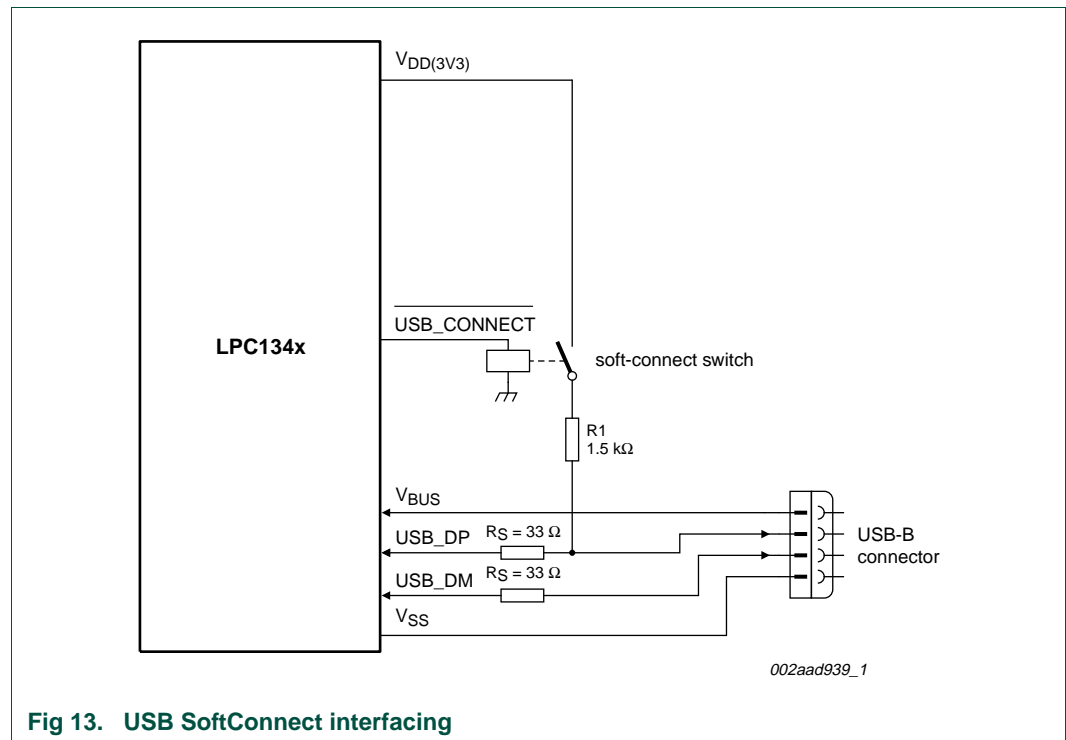 VDD(3V3)
USB_CONNECT
LPC134x
soft-connect switch
R1
1.5 kΩ
VBUS
USB_DP
RS = 33 Ω
USB-B
connector
USB_DM
RS = 33 Ω
VSS
002aad939_1
Fig 13. USB SoftConnect interfacing